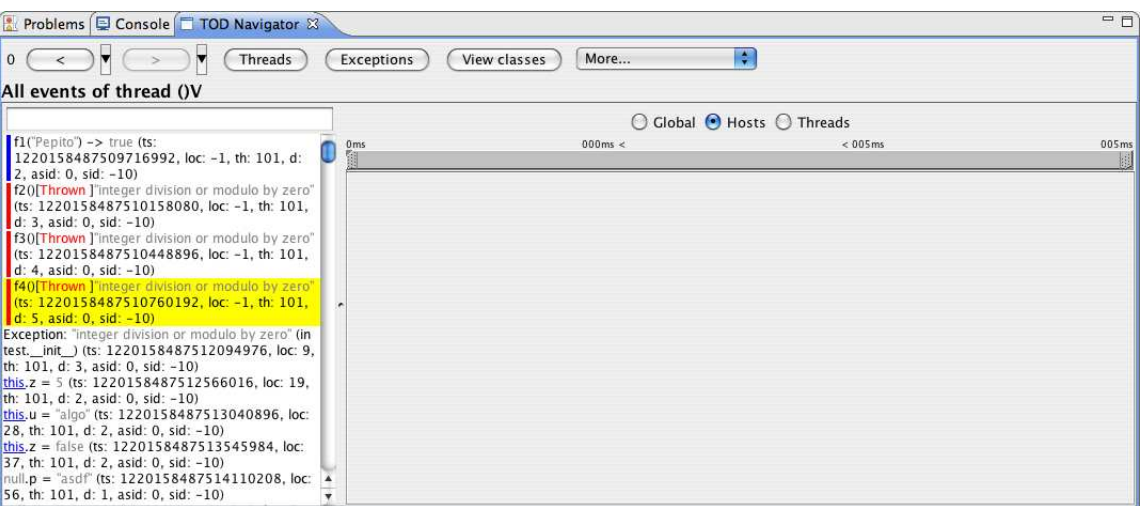 Problems Console TOD Navigator
0 < > Threads Exceptions View classes More...
All events of thread ()V
Global Hosts Threads
0ms 000ms < < 005ms 005ms
f1("Pepito") -> true (ts:
1220158487509716992, loc: -1, th: 101, d:
2, asid: 0, sid: -10)
f2()[Thrown ]"integer division or modulo by zero"
(ts: 1220158487510158080, loc: -1, th: 101,
d: 3, asid: 0, sid: -10)
f3()[Thrown ]"integer division or modulo by zero"
(ts: 1220158487510448896, loc: -1, th: 101,
d: 4, asid: 0, sid: -10)
f4()[Thrown ]"integer division or modulo by zero"
(ts: 1220158487510760192, loc: -1, th: 101,
d: 5, asid: 0, sid: -10)
Exception: "integer division or modulo by zero" (in
test.__init__) (ts: 1220158487512094976, loc: 9,
th: 101, d: 3, asid: 0, sid: -10)
this.z = 5 (ts: 1220158487512566016, loc: 19,
th: 101, d: 2, asid: 0, sid: -10)
this.u = "algo" (ts: 1220158487513040896, loc:
28, th: 101, d: 2, asid: 0, sid: -10)
this.z = false (ts: 1220158487513545984, loc:
37, th: 101, d: 2, asid: 0, sid: -10)
null.p = "asdf" (ts: 1220158487514110208, loc:
56, th: 101, d: 1, asid: 0, sid: -10)